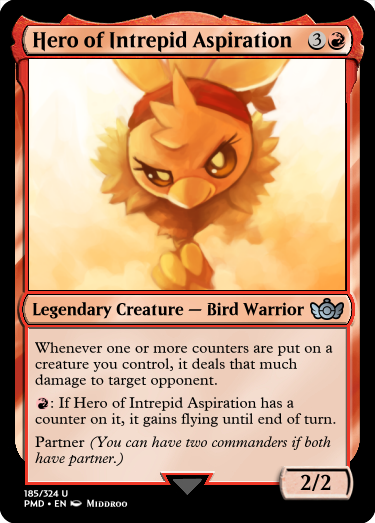 Hero of Intrepid Aspiration 3
Legendary Creature — Bird Warrior
Whenever one or more counters are put on a
creature you control, it deals that much
damage to target opponent.
: If Hero of Intrepid Aspiration has a
counter on it, it gains flying until end of turn.
Partner (You can have two commanders if both
have partner.)
2/2
185/324 U
PMD • EN Middroo